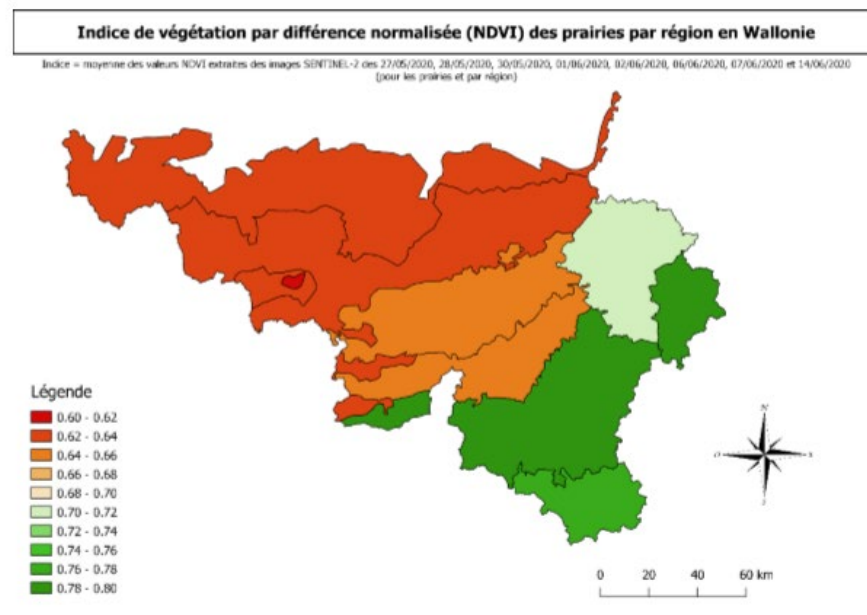 Indice de végétation par différence normalisée (NDVI) des prairies par région en Wallonie
Indice = moyenne des valeurs NDVI extraites des images SENTINEL-2 des 27/05/2020, 28/05/2020, 30/05/2020, 01/06/2020, 02/06/2020, 06/06/2020, 07/06/2020 et 14/06/2020
(pour les prairies et par région)
Légende
0.60 - 0.62
0.62 - 0.64
0.64 - 0.66
0.66 - 0.68
0.68 - 0.70
0.70 - 0.72
0.72 - 0.74
0.74 - 0.76
0.76 - 0.78
0.78 - 0.80
N
O
0 20 40 60 km